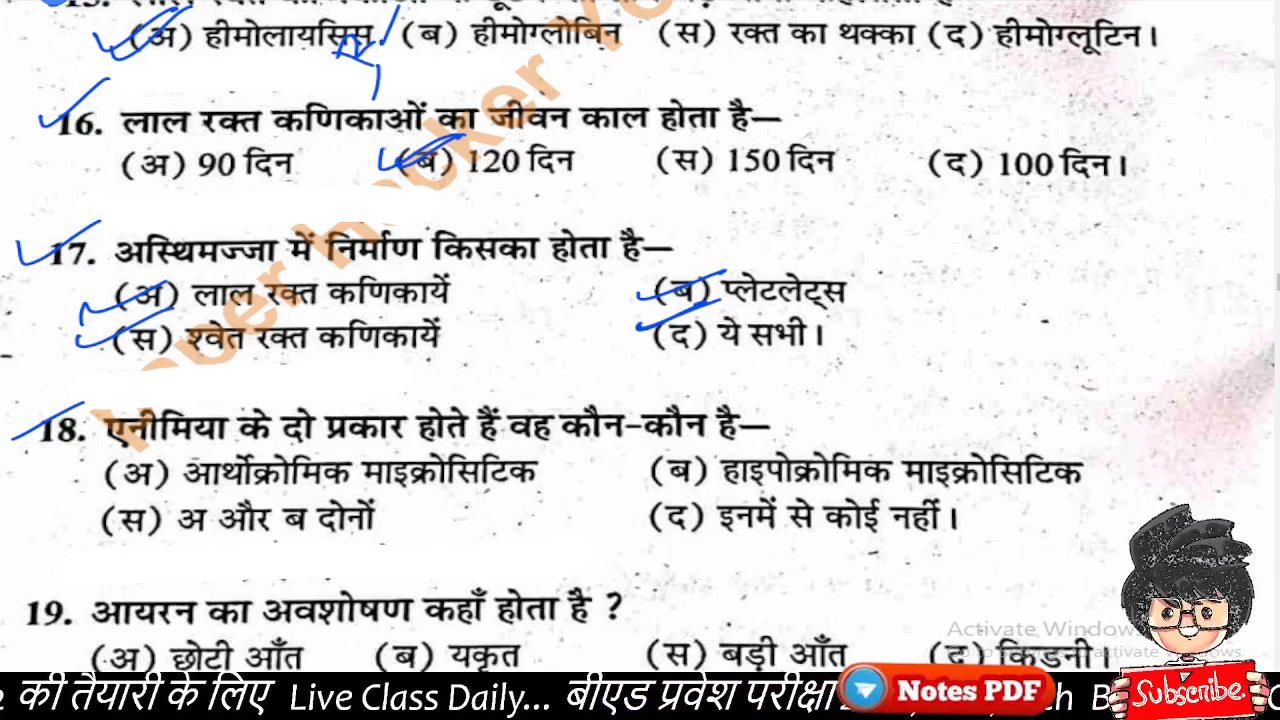 (अ) हीमोलायसिस (ब) हीमोग्लोबिन (स) रक्त का थक्का (द) हीमोग्लूटिन।
16. लाल रक्त कणिकाओं का जीवन काल होता है—
(अ) 90 दिन (ब) 120 दिन (स) 150 दिन (द) 100 दिन।
17. अस्थिमज्जा में निर्माण किसका होता है—
(अ) लाल रक्त कणिकायें (ब) प्लेटलेट्स
(स) श्वेत रक्त कणिकायें (द) ये सभी।
18. एनीमिया के दो प्रकार होते हैं वह कौन-कौन है—
(अ) आर्थोक्रोमिक माइक्रोसिटिक (ब) हाइपोक्रोमिक माइक्रोसिटिक
(स) अ और ब दोनों (द) इनमें से कोई नहीं।
19. आयरन का अवशोषण कहाँ होता है ?
(अ) छोटी आँत (ब) यकृत (स) बड़ी आँत (द) किडनी।
Activate Windows
की तैयारी के लिए Live Class Daily... बीएड प्रवेश परीक्षा
Notes PDF
Subscribe